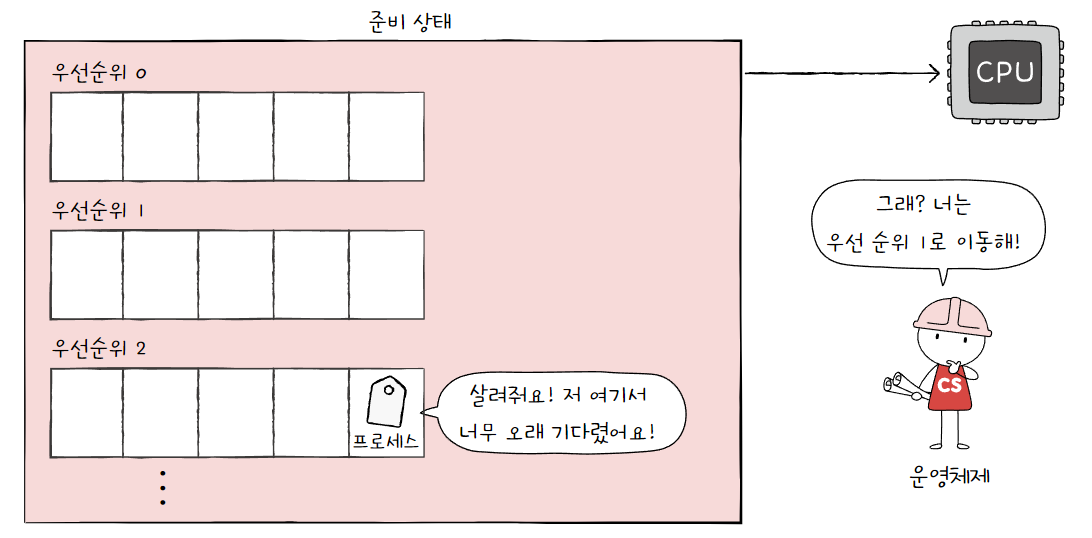 준비 상태
우선순위 0
CPU
우선순위 1
그래? 너는
우선 순위 1로 이동해!
우선순위 2
프로세스
살려줘요! 저 여기서
너무 오래 기다렸어요!
CS
운영체제